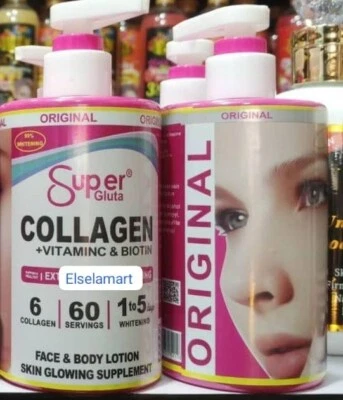 ORIGINAL
ORIGINAL
WHITENING
Super®
Gluta
COLLAGEN
+VITAMINC & BIOTIN
Elselamart
6
COLLAGEN
60
SERVINGS
1to5
WHITENING
FACE & BODY LOTION
SKIN GLOWING SUPPLEMENT
ORIGINAL